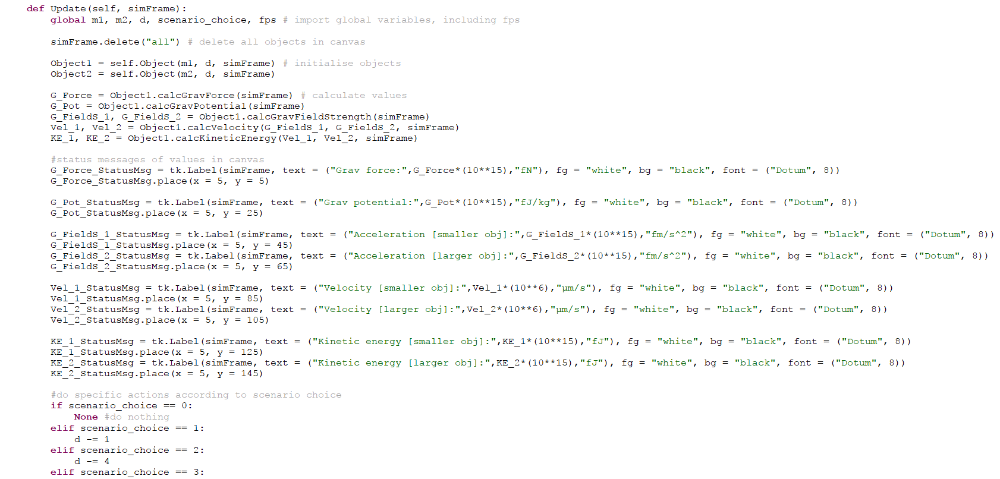 def Update(self, simFrame):
global m1, m2, d, scenario_choice, fps # import global variables, including fps
simFrame.delete("all") # delete all objects in canvas
Object1 = self.Object(m1, d, simFrame) # initialise objects
Object2 = self.Object(m2, d, simFrame)
G_Force = Object1.calcGravForce(simFrame) # calculate values
G_Pot = Object1.calcGravPotential(simFrame)
G_FieldS_1, G_FieldS_2 = Object1.calcGravFieldStrength(simFrame)
Vel_1, Vel_2 = Object1.calcVelocity(G_FieldS_1, G_FieldS_2, simFrame)
KE_1, KE_2 = Object1.calcKineticEnergy(Vel_1, Vel_2, simFrame)
#status messages of values in canvas
G_Force_StatusMsg = tk.Label(simFrame, text = ("Grav force:",G_Force*(10**15),"fN"), fg = "white", bg = "black", font = ("Dotum", 8))
G_Force_StatusMsg.place(x = 5, y = 5)
G_Pot_StatusMsg = tk.Label(simFrame, text = ("Grav potential:",G_Pot*(10**15),"fJ/kg"), fg = "white", bg = "black", font = ("Dotum", 8))
G_Pot_StatusMsg.place(x = 5, y = 25)
G_FieldS_1_StatusMsg = tk.Label(simFrame, text = ("Acceleration [smaller obj]:",G_FieldS_1*(10**15),"fm/s^2"), fg = "white", bg = "black", font = ("Dotum", 8))
G_FieldS_1_StatusMsg.place(x = 5, y = 45)
G_FieldS_2_StatusMsg = tk.Label(simFrame, text = ("Acceleration [larger obj]:",G_FieldS_2*(10**15),"fm/s^2"), fg = "white", bg = "black", font = ("Dotum", 8))
G_FieldS_2_StatusMsg.place(x = 5, y = 65)
Vel_1_StatusMsg = tk.Label(simFrame, text = ("Velocity [smaller obj]:",Vel_1*(10**6),"µm/s"), fg = "white", bg = "black", font = ("Dotum", 8))
Vel_1_StatusMsg.place(x = 5, y = 85)
Vel_2_StatusMsg = tk.Label(simFrame, text = ("Velocity [larger obj]:",Vel_2*(10**6),"µm/s"), fg = "white", bg = "black", font = ("Dotum", 8))
Vel_2_StatusMsg.place(x = 5, y = 105)
KE_1_StatusMsg = tk.Label(simFrame, text = ("Kinetic energy [smaller obj]:",KE_1*(10**15),"fJ"), fg = "white", bg = "black", font = ("Dotum", 8))
KE_1_StatusMsg.place(x = 5, y = 125)
KE_2_StatusMsg = tk.Label(simFrame, text = ("Kinetic energy [larger obj]:",KE_2*(10**15),"fJ"), fg = "white", bg = "black", font = ("Dotum", 8))
KE_2_StatusMsg.place(x = 5, y = 145)
#do specific actions according to scenario choice
if scenario_choice == 0:
None #do nothing
elif scenario_choice == 1:
d -= 1
elif scenario_choice == 2:
d -= 4
elif scenario_choice == 3: